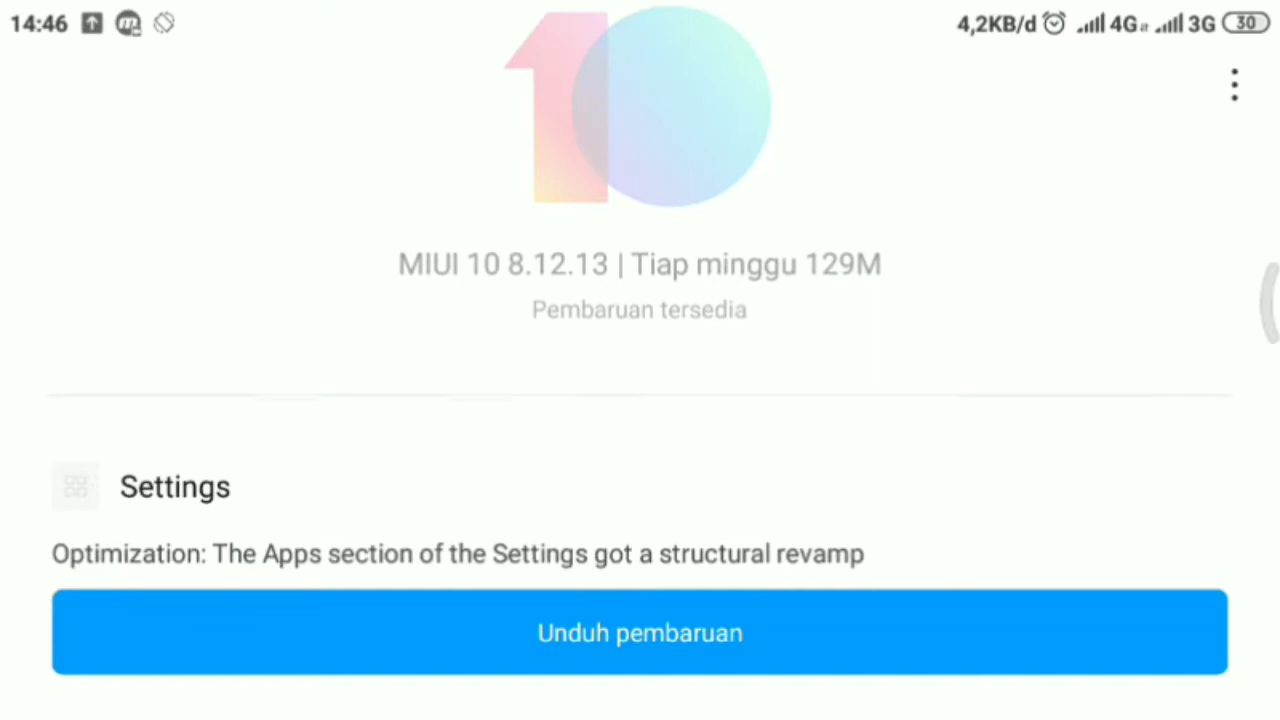 14:46 4,2KB/d 4G 3G 30
10
MIUI 10 8.12.13 | Tiap minggu 129M
Pembaruan tersedia
Settings
Optimization: The Apps section of the Settings got a structural revamp
Unduh pembaruan